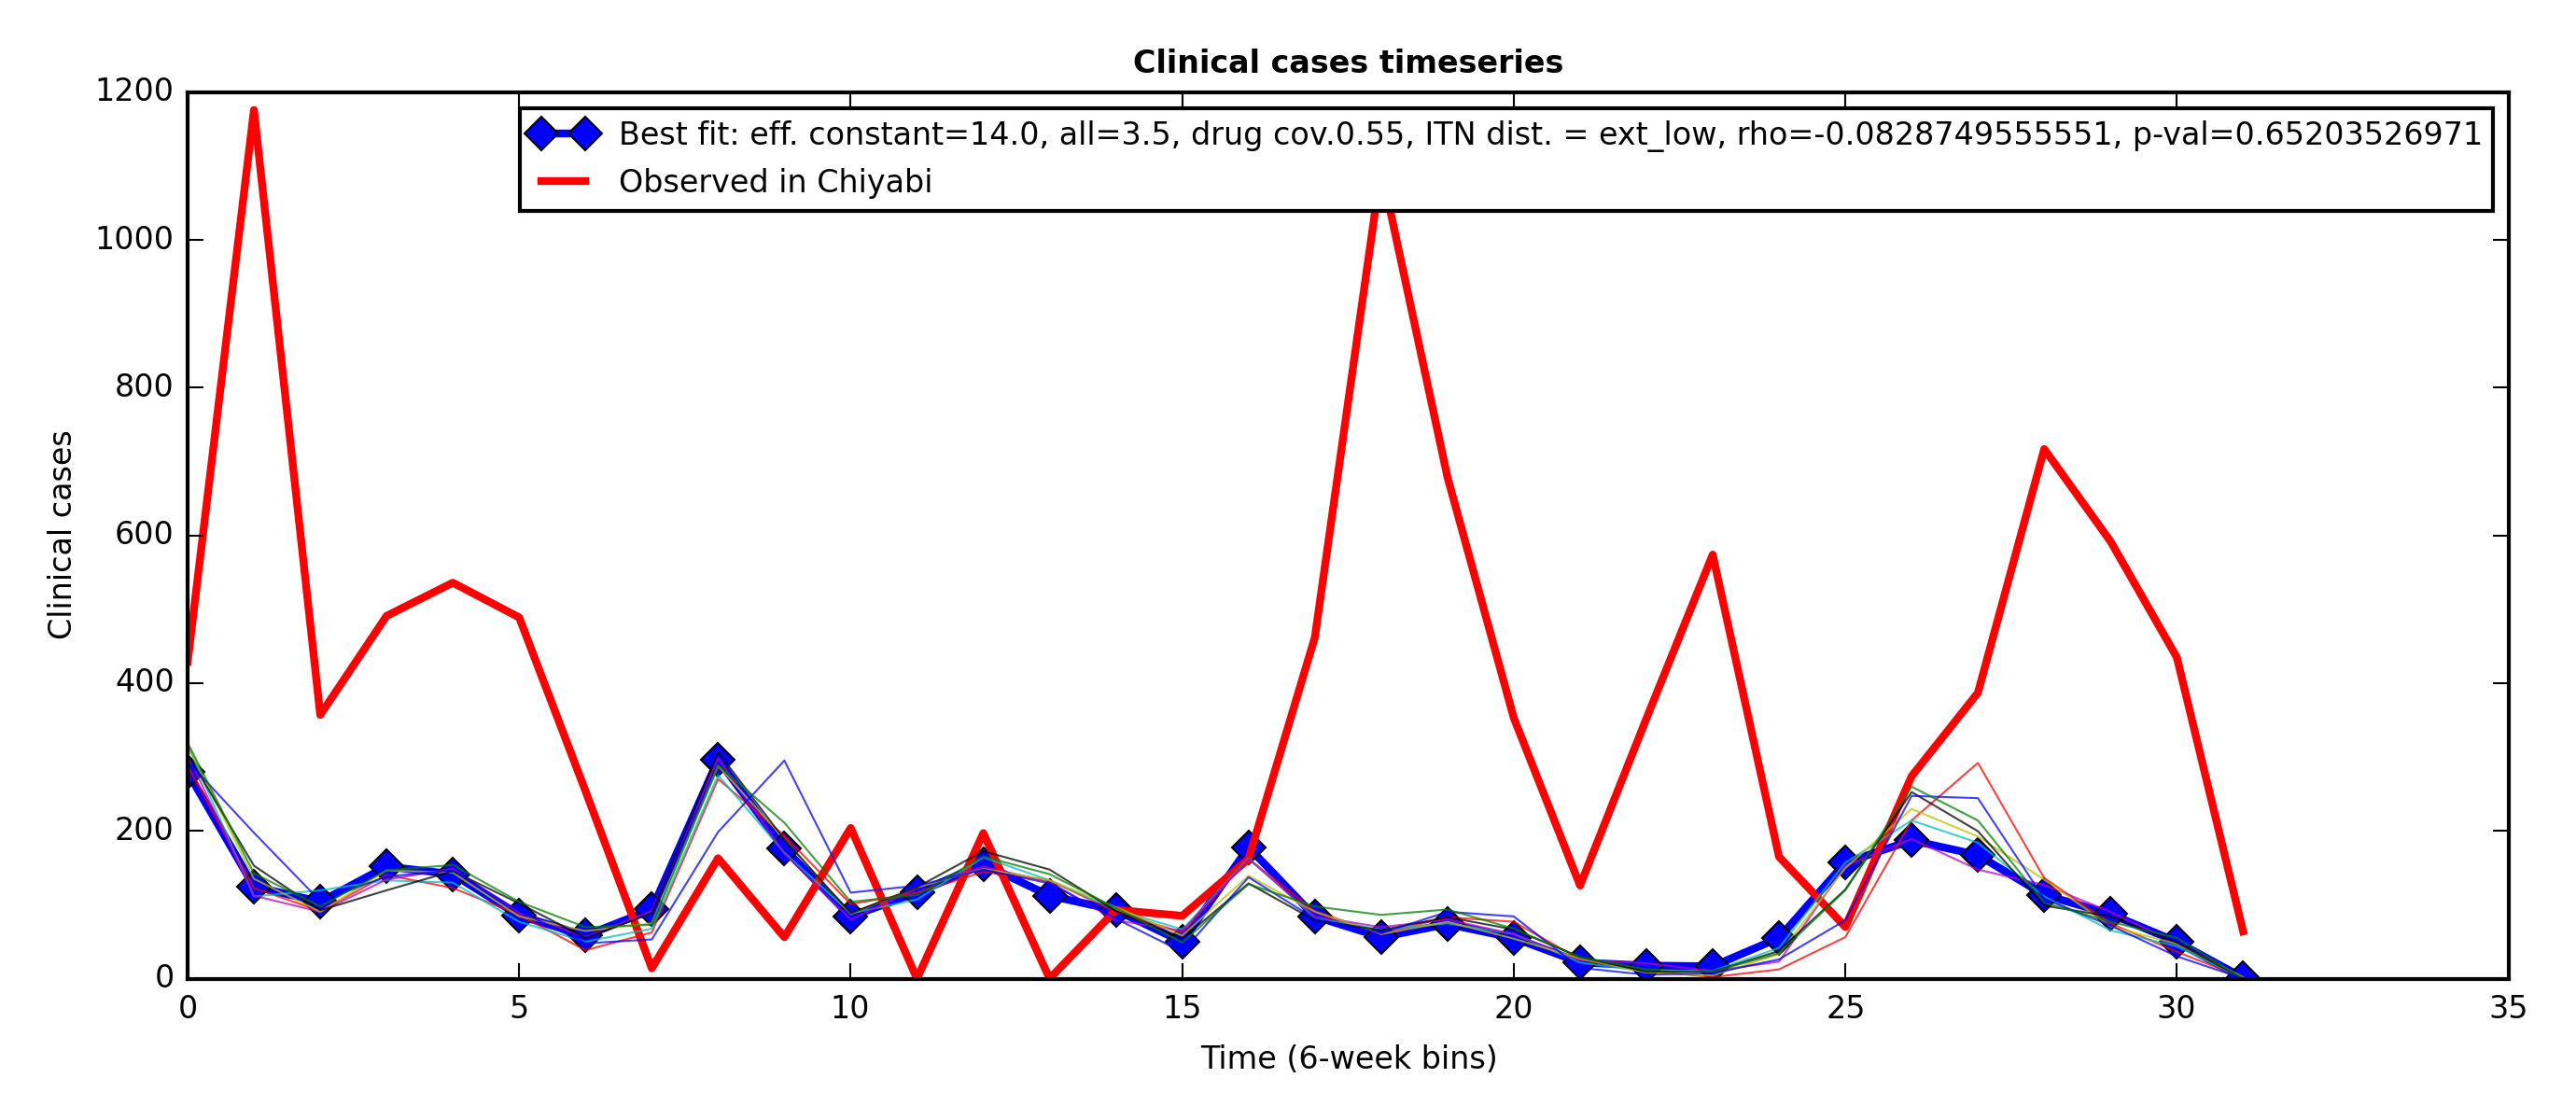 Clinical cases timeseries
1200
1000
800
600
400
200
0
Clinical cases
Best fit: eff. constant=14.0, all=3.5, drug cov.0.55, ITN dist. = ext_low, rho=-0.0828749555551, p-val=0.65203526971
Observed in Chiyabi
0 5 10 15 20 25 30 35
Time (6-week bins)